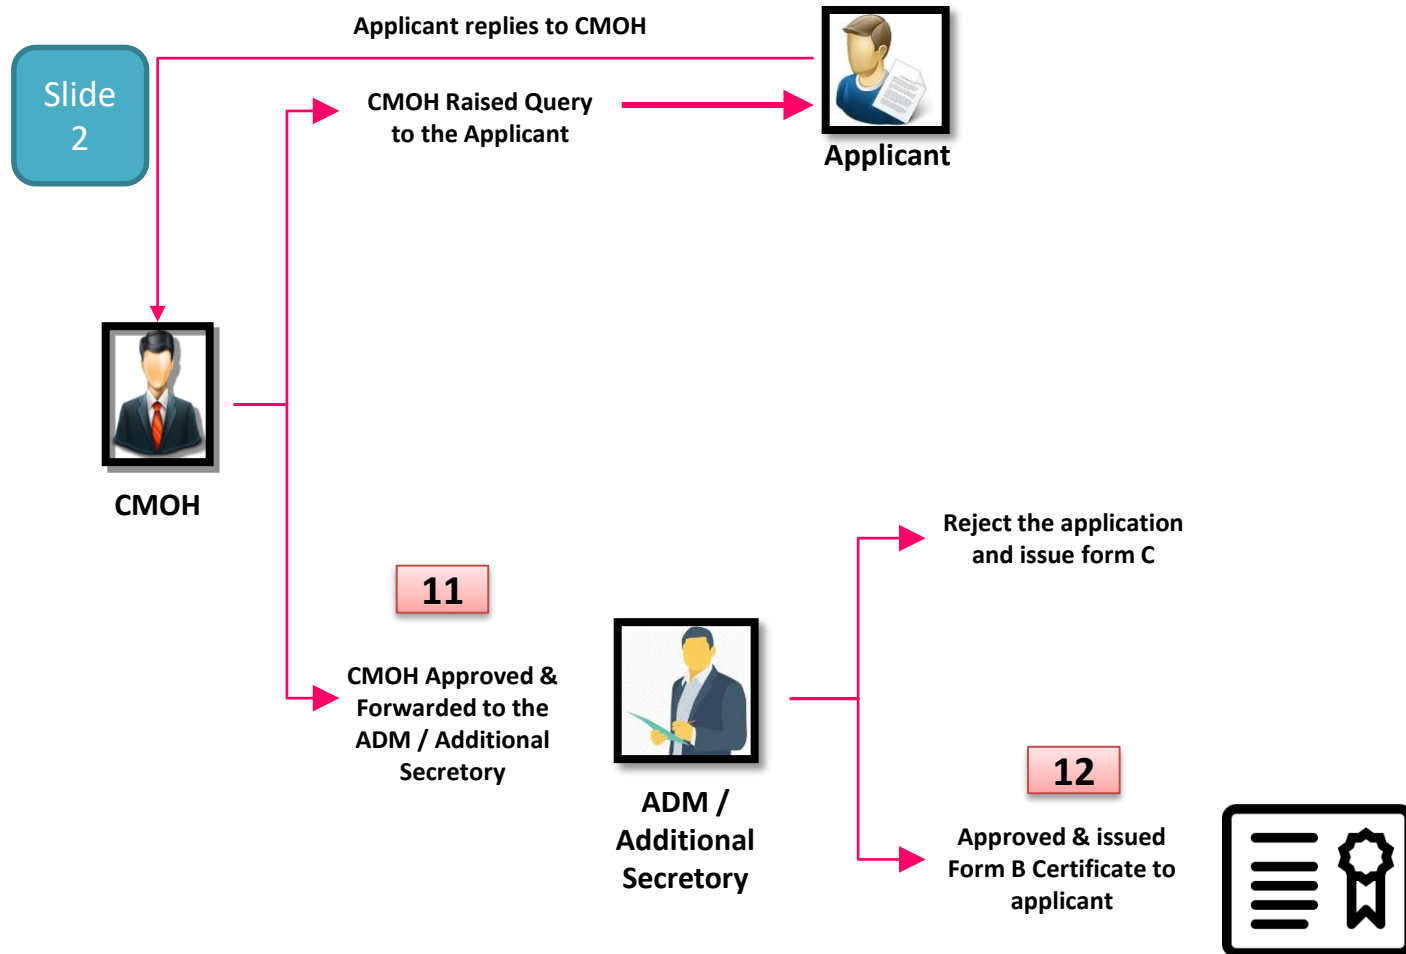 Applicant replies to CMOH
Slide
2
CMOH Raised Query
to the Applicant
Applicant
CMOH
Reject the application
and issue form C
11
CMOH Approved &
Forwarded to the
ADM / Additional
Secretory
ADM /
Additional
Secretory
12
Approved & issued
Form B Certificate to
applicant